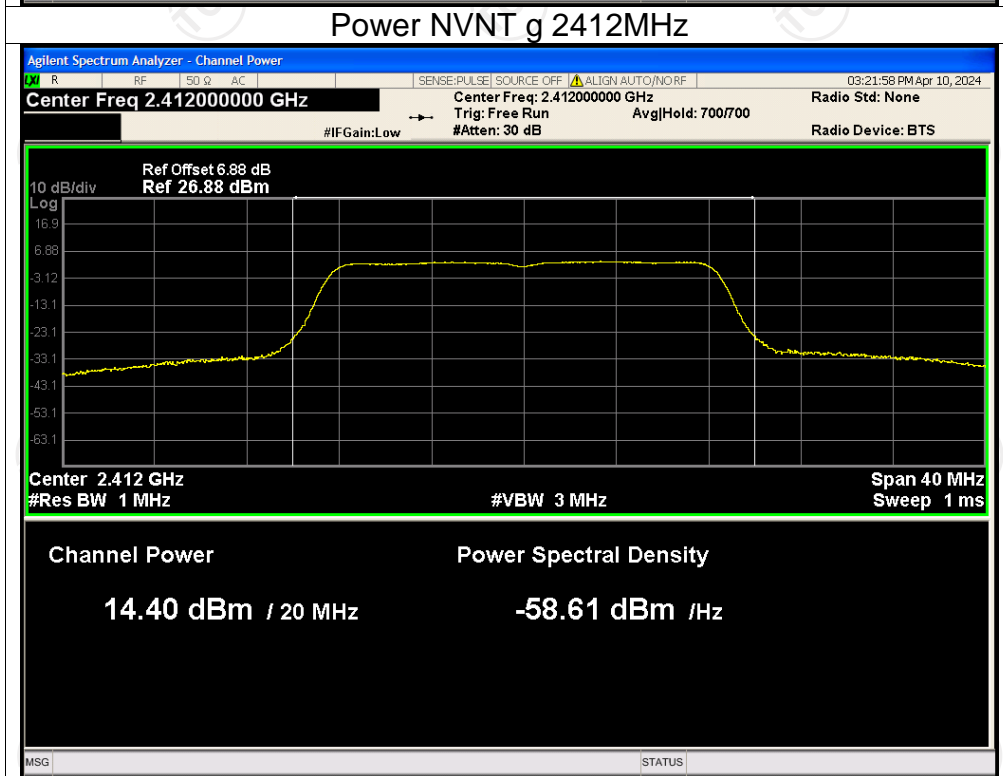 Power NVNT g 2412MHz
Agilent Spectrum Analyzer - Channel Power
LXI R RF 50 Ω AC SENSE:PULSE SOURCE OFF ALIGN AUTO/NO RF 03:21:58 PM Apr 10, 2024
Center Freq 2.412000000 GHz Center Freq: 2.412000000 GHz Radio Std: None
Trig: Free Run Avg|Hold: 700/700
#IFGain:Low #Atten: 30 dB Radio Device: BTS
Ref Offset 6.88 dB
10 dB/div Ref 26.88 dBm
Log
16.9
6.88
-3.12
-13.1
-23.1
-33.1
-43.1
-53.1
-63.1
Center 2.412 GHz Span 40 MHz
#Res BW 1 MHz #VBW 3 MHz Sweep 1 ms
Channel Power Power Spectral Density
14.40 dBm / 20 MHz -58.61 dBm /Hz
MSG STATUS